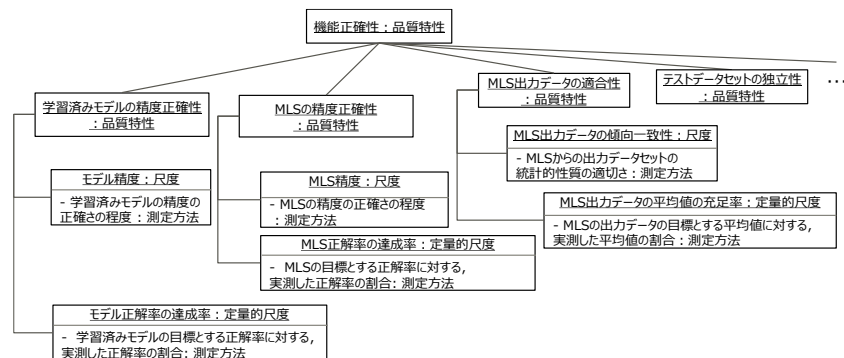 機能正確性：品質特性
学習済みモデルの精度正確性
：品質特性
MLSの精度正確性
：品質特性
MLS出力データの適合性
：品質特性
テストデータセットの独立性
：品質特性
…
モデル精度：尺度
- 学習済みモデルの精度の
正確さの程度：測定方法
MLS精度：尺度
- MLSの精度の正確さの程度
：測定方法
MLS出力データの傾向一致性：尺度
- MLSからの出力データセットの
統計的性質の適切さ：測定方法
MLS出力データの平均値の充足率：定量的尺度
- MLSの出力データの目標とする平均値に対する,
実測した平均値の割合：測定方法
MLS正解率の達成率：定量的尺度
- MLSの目標とする正解率に対する,
実測した正解率の割合: 測定方法
モデル正解率の達成率：定量的尺度
- 学習済みモデルの目標とする正解率に対する,
実測した正解率の割合: 測定方法